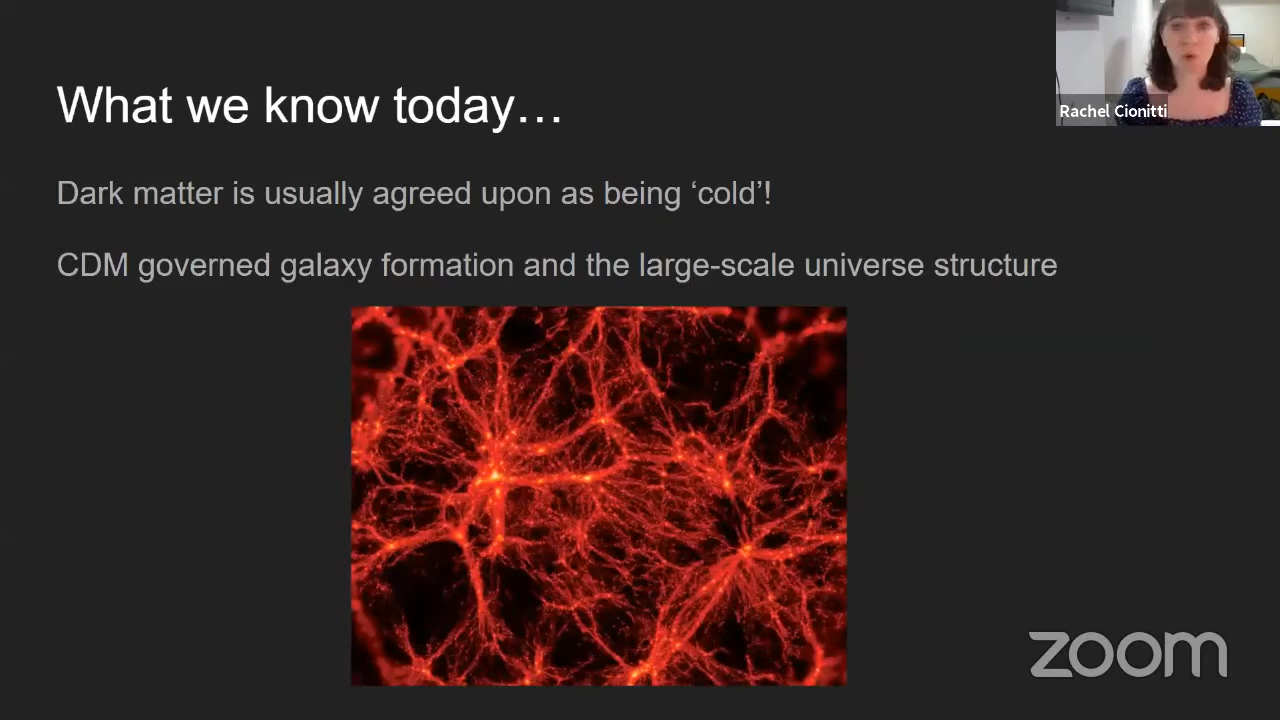 What we know today…
Rachel Cionitti
Dark matter is usually agreed upon as being ‘cold’!
CDM governed galaxy formation and the large-scale universe structure
zoom